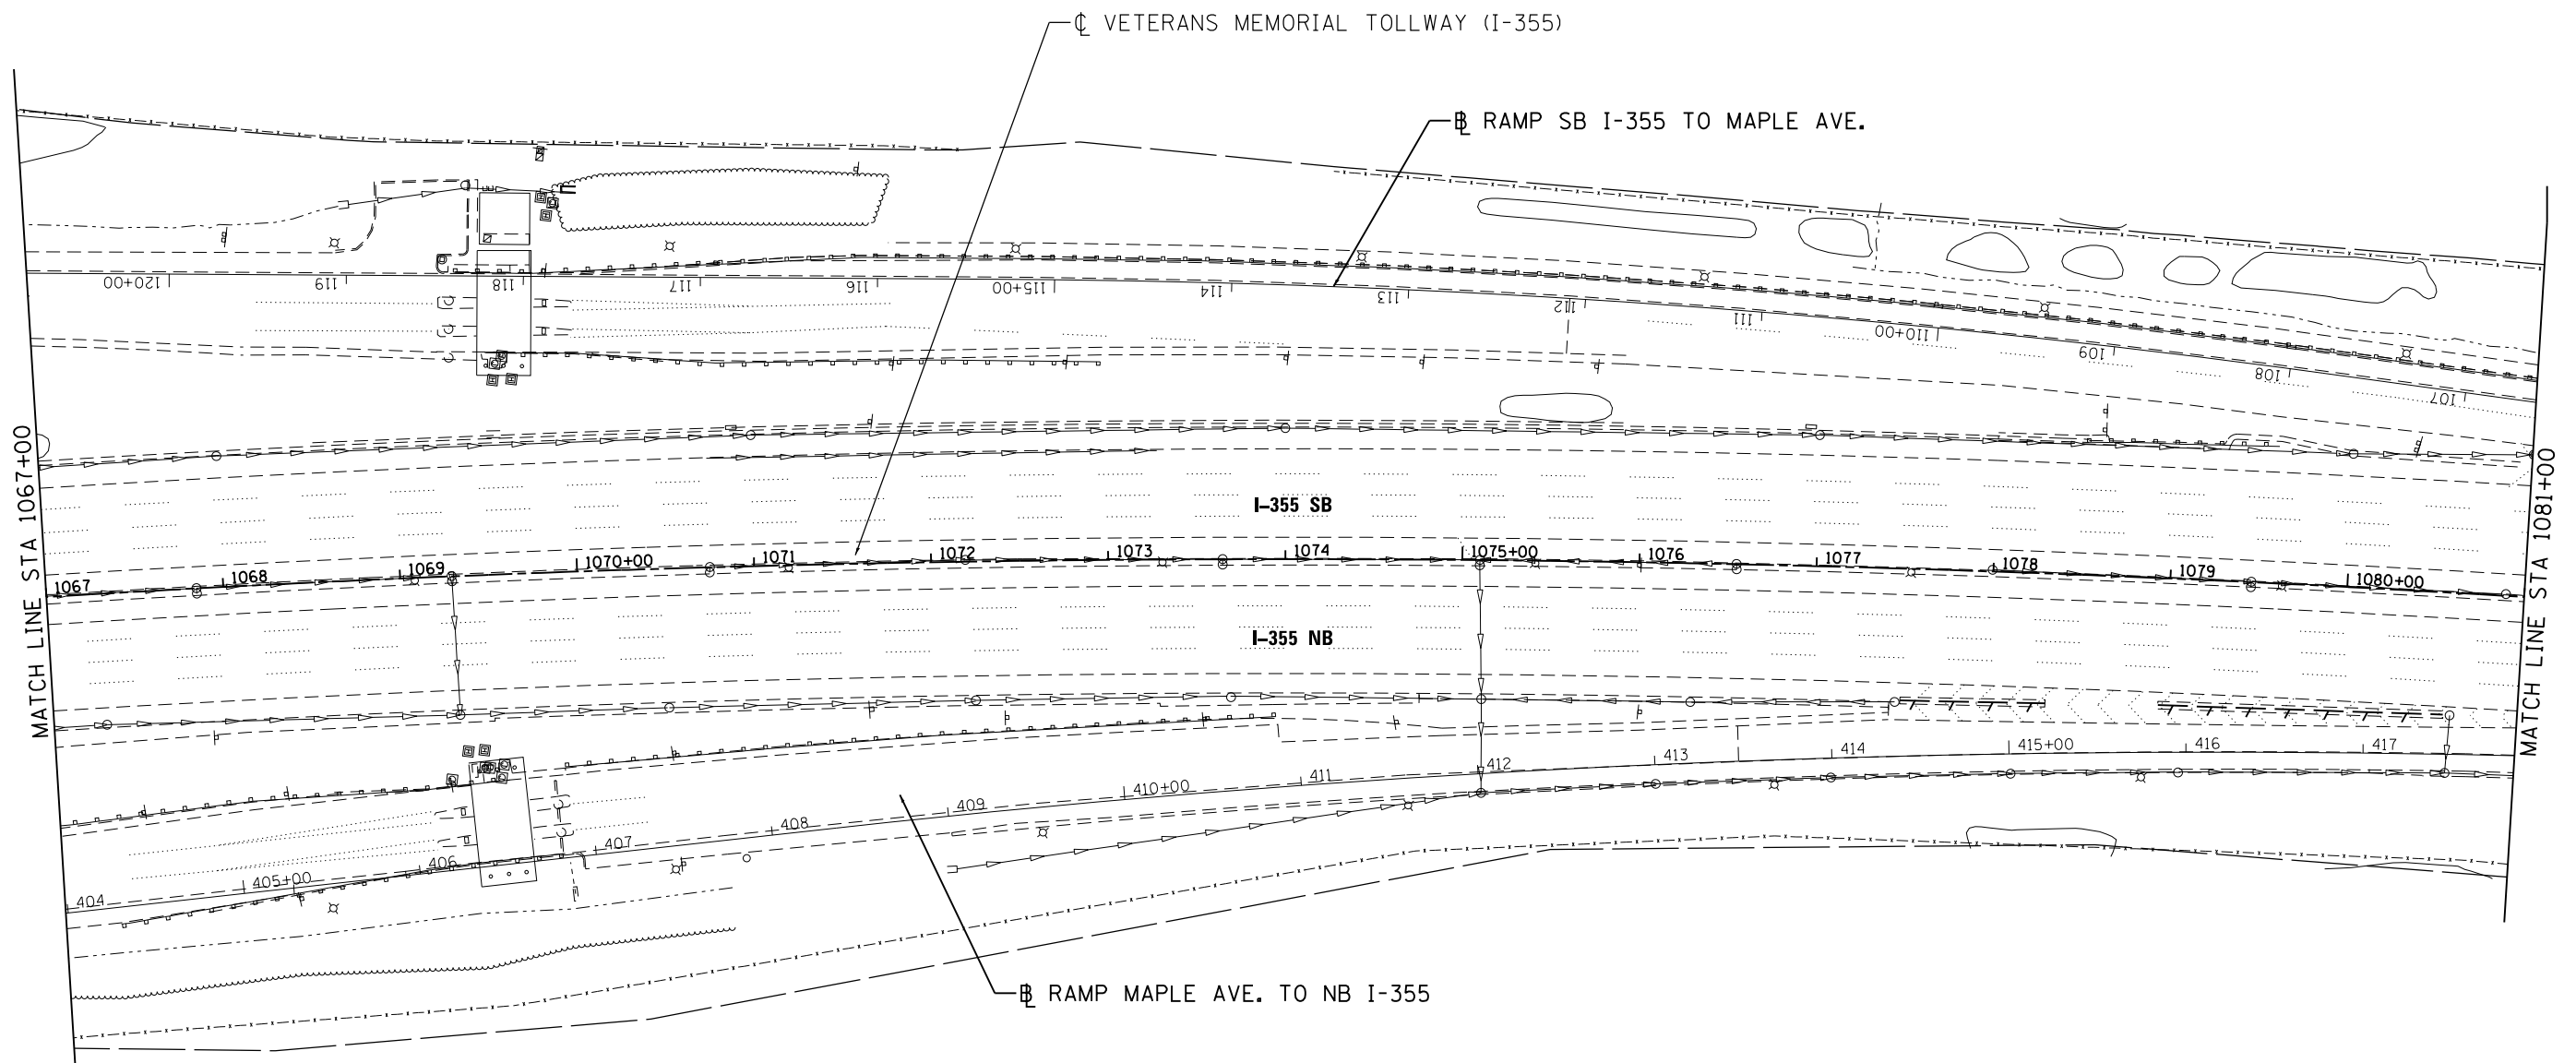 ℄ VETERANS MEMORIAL TOLLWAY (I-355)
℄ RAMP SB I-355 TO MAPLE AVE.
120+00 119 118 117 116 115+00 114 113 112 111 110+00 109 108 107
MATCH LINE STA 1067+00
I-355 SB
1067 1068 1069 1070+00 1071 1072 1073 1074 1075+00 1076 1077 1078 1079 1080+00
MATCH LINE STA 1081+00
I-355 NB
404 405+00 406 407 408 409 410+00 411 412 413 414 415+00 416 417
RAMP MAPLE AVE. TO NB I-355